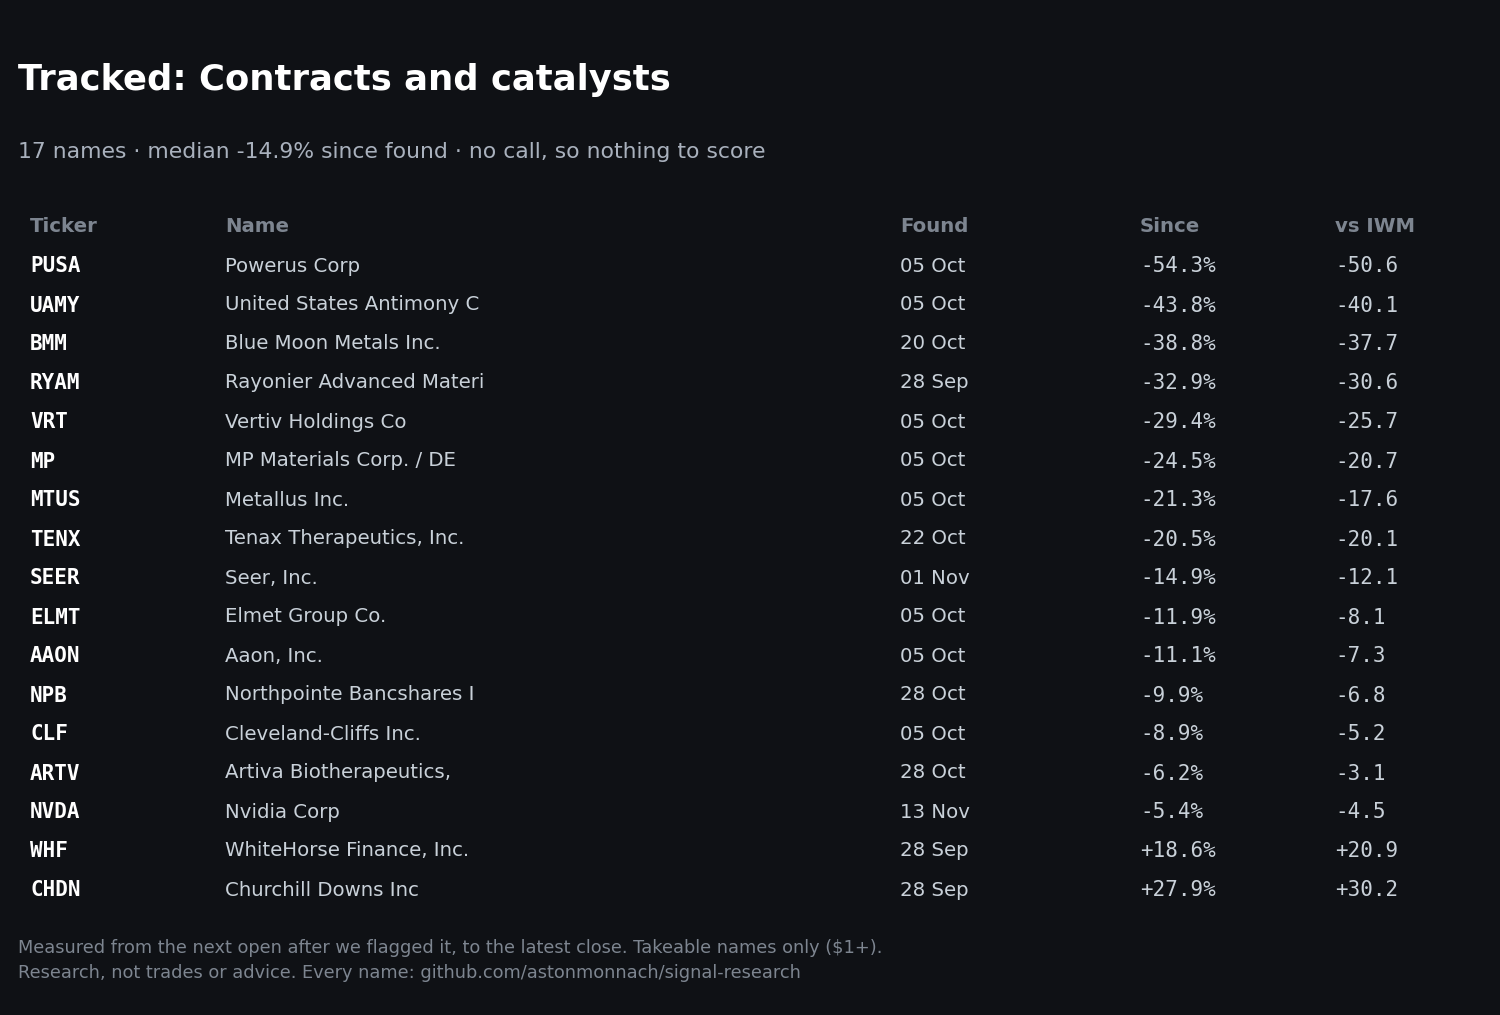 Tracked: Contracts and catalysts
17 names · median -14.9% since found · no call, so nothing to score
Ticker Name Found Since vs IWM
PUSA Powerus Corp 05 Oct -54.3% -50.6
UAMY United States Antimony C 05 Oct -43.8% -40.1
BMM Blue Moon Metals Inc. 20 Oct -38.8% -37.7
RYAM Rayonier Advanced Materi 28 Sep -32.9% -30.6
VRT Vertiv Holdings Co 05 Oct -29.4% -25.7
MP MP Materials Corp. / DE 05 Oct -24.5% -20.7
MTUS Metallus Inc. 05 Oct -21.3% -17.6
TENX Tenax Therapeutics, Inc. 22 Oct -20.5% -20.1
SEER Seer, Inc. 01 Nov -14.9% -12.1
ELMT Elmet Group Co. 05 Oct -11.9% -8.1
AAON Aaon, Inc. 05 Oct -11.1% -7.3
NPB Northpointe Bancshares I 28 Oct -9.9% -6.8
CLF Cleveland-Cliffs Inc. 05 Oct -8.9% -5.2
ARTV Artiva Biotherapeutics, 28 Oct -6.2% -3.1
NVDA Nvidia Corp 13 Nov -5.4% -4.5
WHF WhiteHorse Finance, Inc. 28 Sep +18.6% +20.9
CHDN Churchill Downs Inc 28 Sep +27.9% +30.2
Measured from the next open after we flagged it, to the latest close. Takeable names only ($1+).
Research, not trades or advice. Every name: github.com/astonmonnach/signal-research